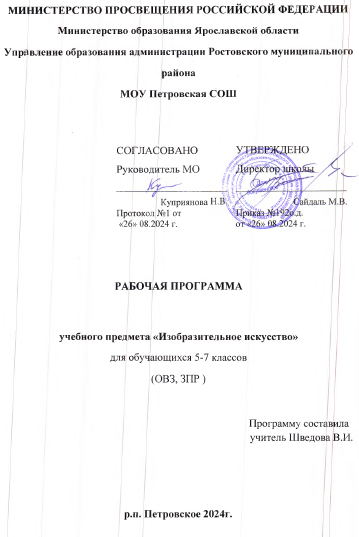 МИНИСТЕРСТВО ПРОСВЕЩЕНИЯ РОССИЙСКОЙ ФЕДЕРАЦИИ
Министерство образования Ярославской области
Управление образования администрации Ростовского муниципального
района
МОУ Петровская СОШ
СОГЛАСОВАНО УТВЕРЖДЕНО
Руководитель МО Директор школы
Куприянова Н.В. Сайдаль М.В.
Протокол №1 от Приказ №192о.д.
«26» 08.2024 г. от «26» 08.2024 г.
РАБОЧАЯ ПРОГРАММА
учебного предмета «Изобразительное искусство»
для обучающихся 5-7 классов
(ОВЗ, ЗПР )
Программу составила
учитель Шведова В.И.
р.п. Петровское 2024г.